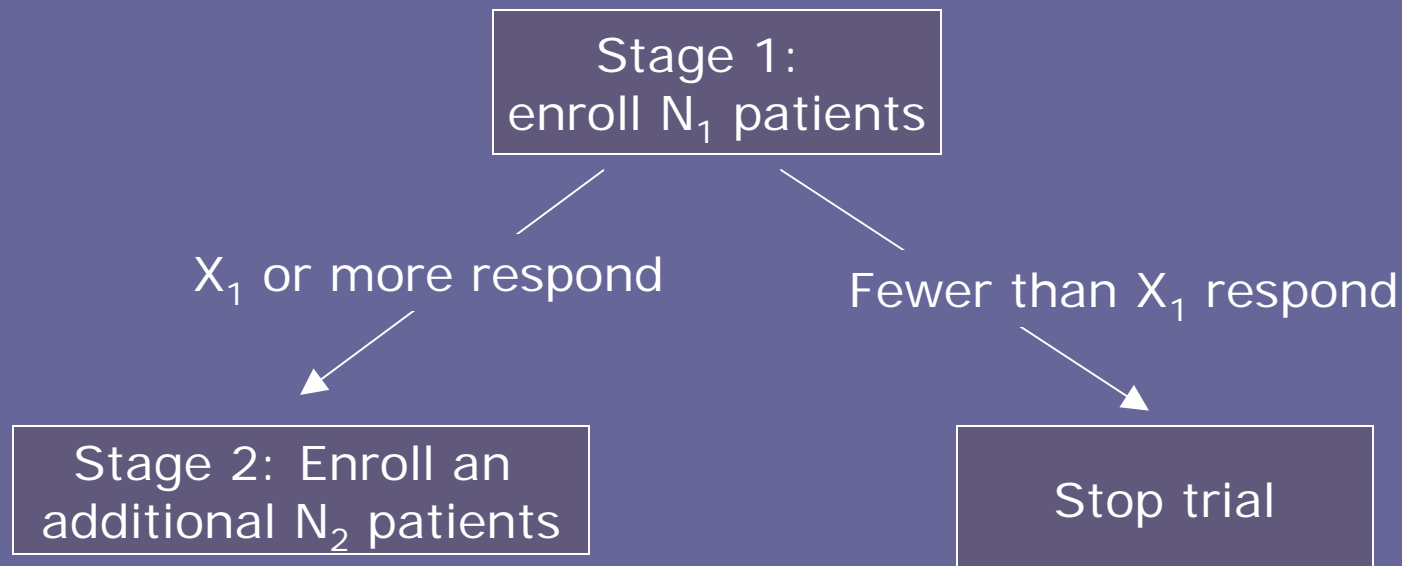 Stage 1:
enroll N₁ patients
X₁ or more respond
Fewer than X₁ respond
Stage 2: Enroll an
additional N₂ patients
Stop trial